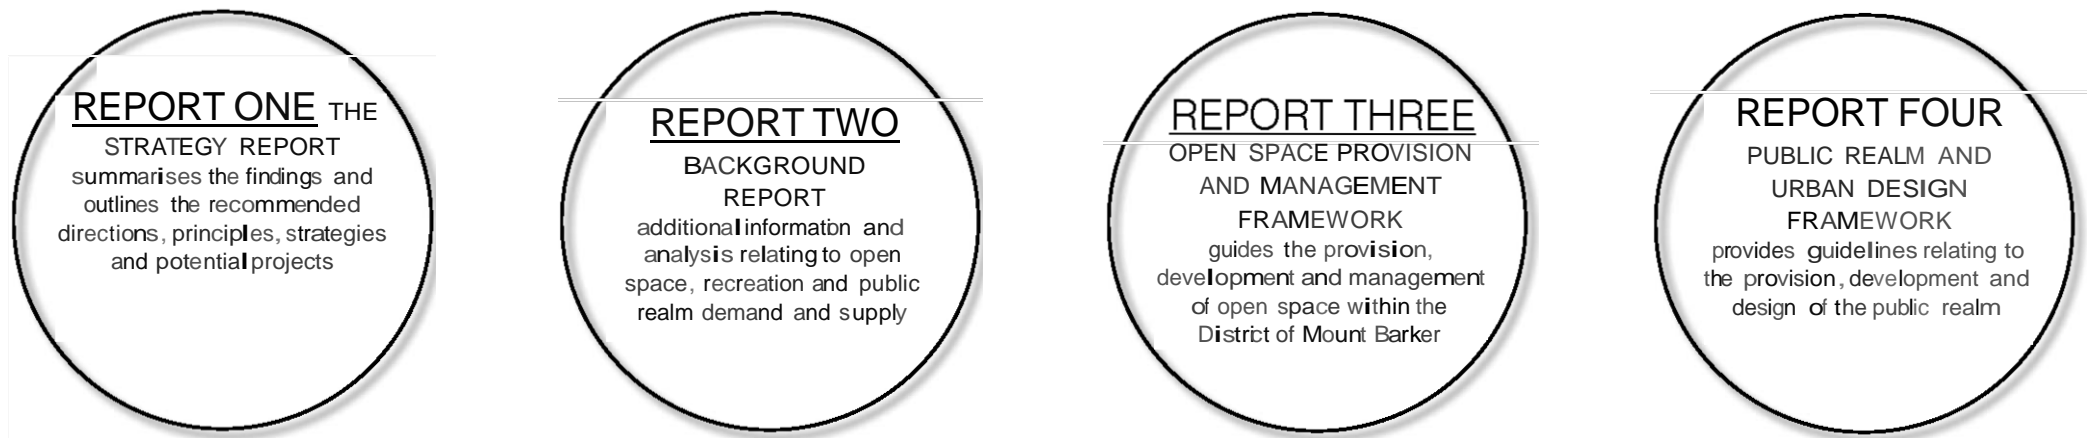 REPORT ONE THE
STRATEGY REPORT
summarises the findings and
outlines the recommended
directions, principles, strategies
and potential projects
REPORT TWO
BACKGROUND
REPORT
additional information and
analysis relating to open
space, recreation and public
realm demand and supply
REPORT THREE
OPEN SPACE PROVISION
AND MANAGEMENT
FRAMEWORK
guides the provision,
development and management
of open space within the
District of Mount Barker
REPORT FOUR
PUBLIC REALM AND
URBAN DESIGN
FRAMEWORK
provides guidelines relating to
the provision, development and
design of the public realm